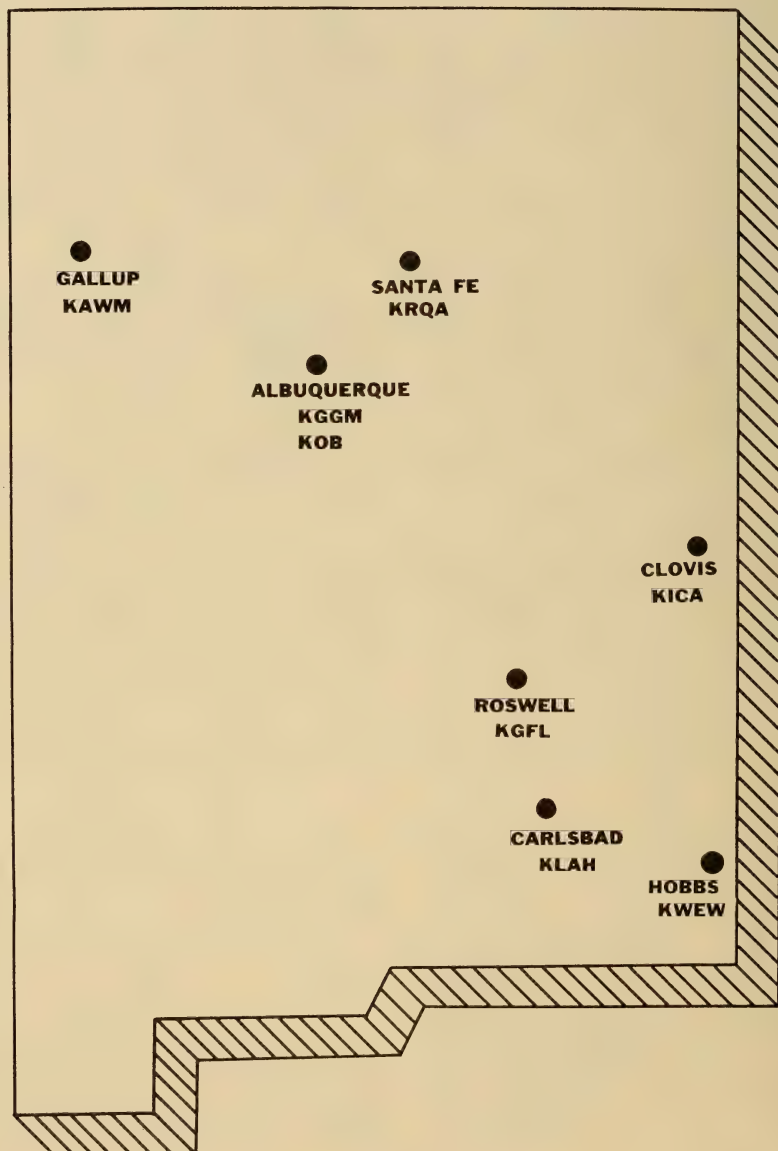 GALLUP
KAWM
SANTA FE
KRQA
ALBUQUERQUE
KGGM
KOB
CLOVIS
KICA
ROSWELL
KGFL
CARLSBAD
KLAH
HOBBS
KWEW